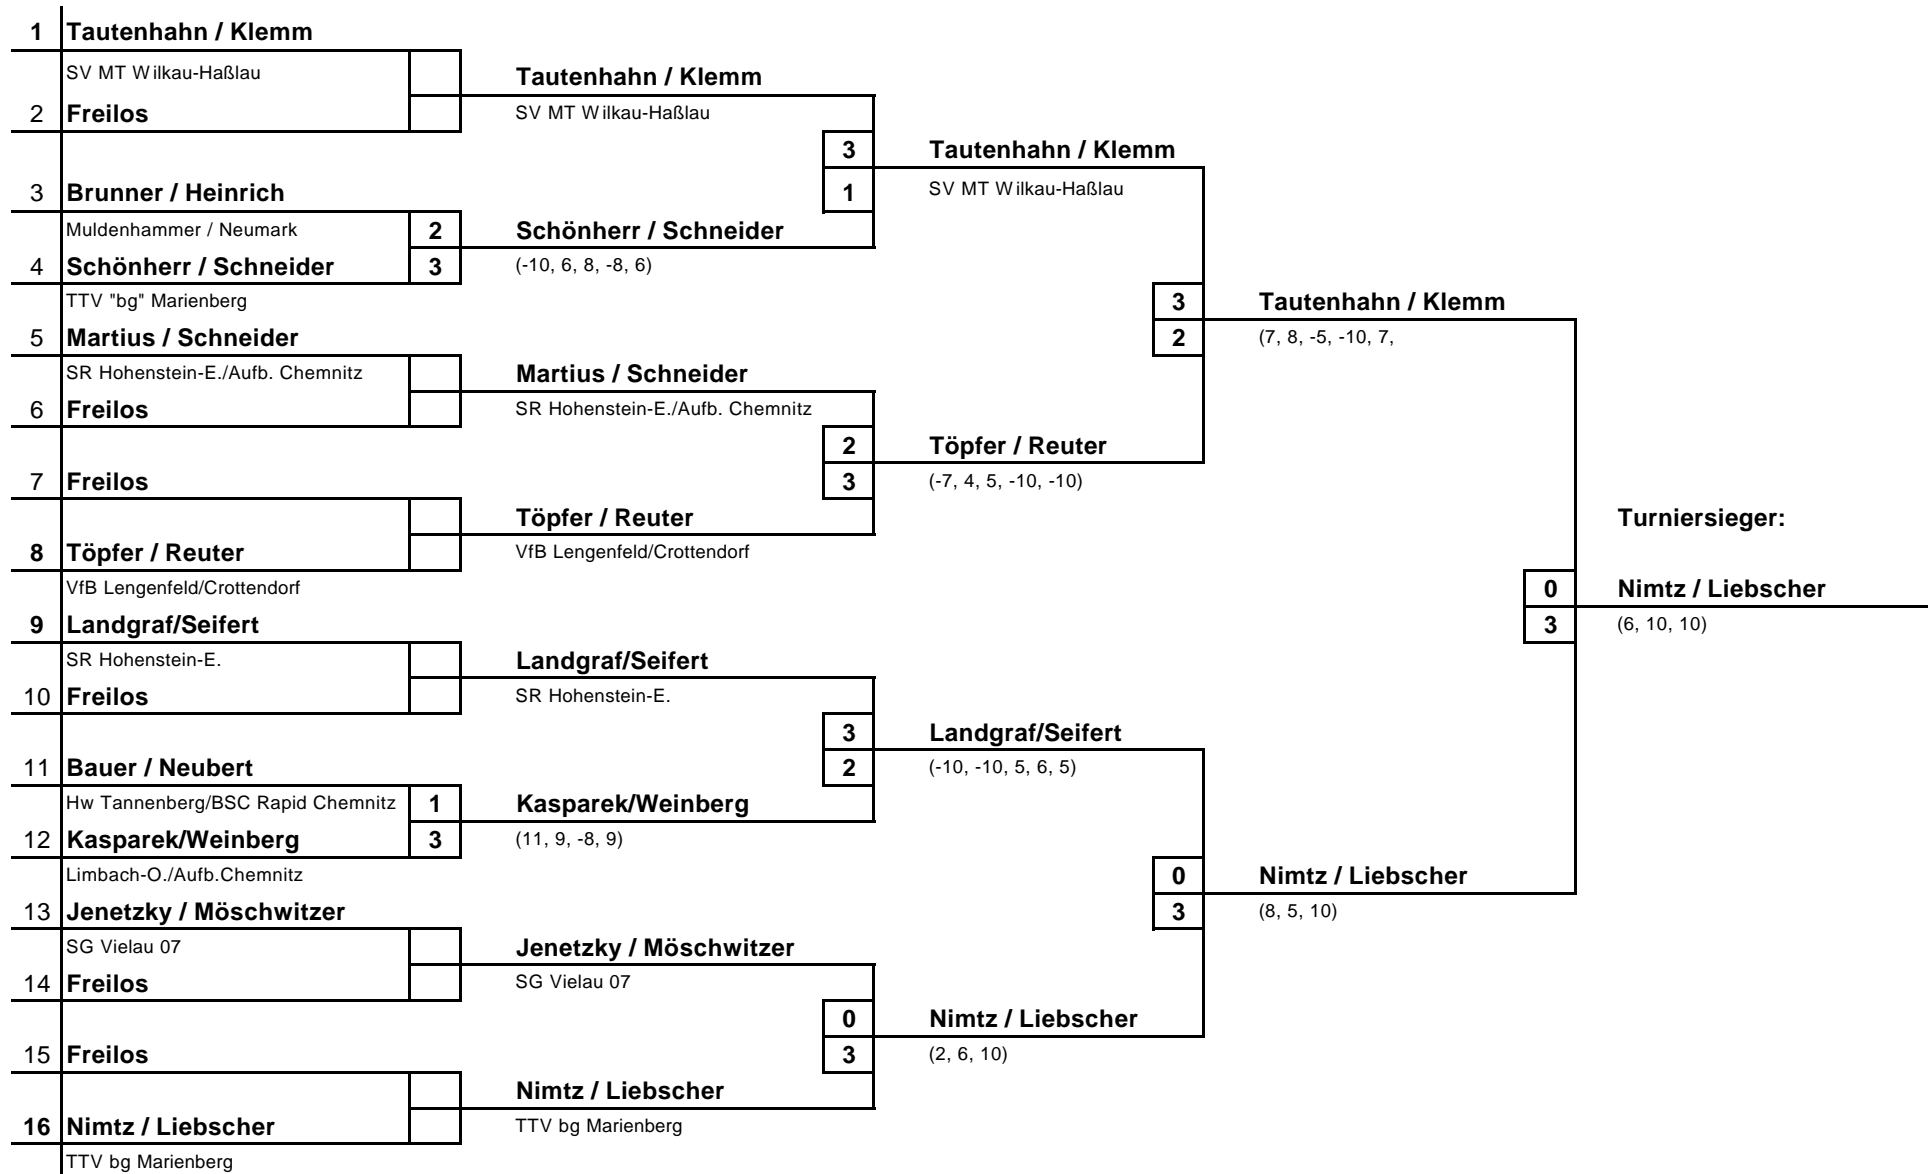 1 Tautenhahn / Klemm
SV MT Wilkau-Haßlau
Tautenhahn / Klemm
2 Freilos
SV MT Wilkau-Haßlau
3
Tautenhahn / Klemm
3 Brunner / Heinrich
1
SV MT Wilkau-Haßlau
Muldenhammer / Neumark
2
Schönherr / Schneider
4 Schönherr / Schneider
3
(-10, 6, 8, -8, 6)
TTV "bg" Marienberg
3
Tautenhahn / Klemm
5 Martius / Schneider
2
(7, 8, -5, -10, 7,
SR Hohenstein-E./Aufb. Chemnitz
Martius / Schneider
6 Freilos
SR Hohenstein-E./Aufb. Chemnitz
2
Töpfer / Reuter
7 Freilos
3
(-7, 4, 5, -10, -10)
Töpfer / Reuter
Turniersieger:
8 Töpfer / Reuter
VfB Lengenfeld/Crottendorf
VfB Lengenfeld/Crottendorf
0
Nimtz / Liebscher
9 Landgraf/Seifert
3
(6, 10, 10)
SR Hohenstein-E.
Landgraf/Seifert
10 Freilos
SR Hohenstein-E.
3
Landgraf/Seifert
11 Bauer / Neubert
2
(-10, -10, 5, 6, 5)
Hw Tannenberg/BSC Rapid Chemnitz
1
Kasparek/Weinberg
12 Kasparek/Weinberg
3
(11, 9, -8, 9)
Limbach-O./Aufb.Chemnitz
0
Nimtz / Liebscher
13 Jenetzky / Möschwitzer
3
(8, 5, 10)
SG Vielau 07
Jenetzky / Möschwitzer
14 Freilos
SG Vielau 07
0
Nimtz / Liebscher
15 Freilos
3
(2, 6, 10)
Nimtz / Liebscher
16 Nimtz / Liebscher
TTV bg Marienberg
TTV bg Marienberg